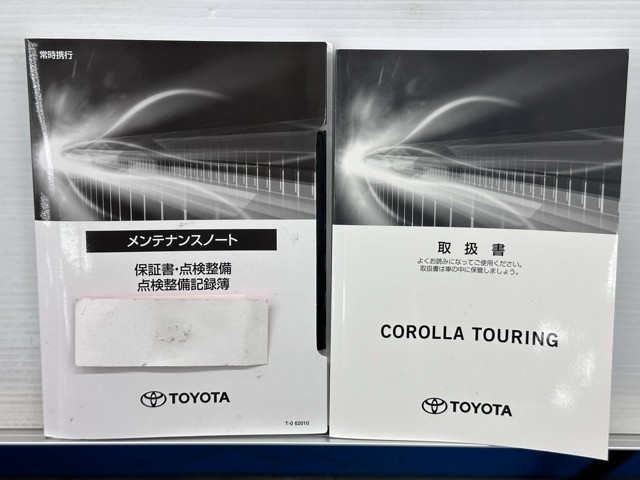 常時携行
メンテナンスノート
保証書・点検整備
点検整備記録簿
TOYOTA
T-0 62010
取扱書
よくお読みになってご使用ください。
取扱書は車の中に保管しましょう。
COROLLA TOURING
TOYOTA